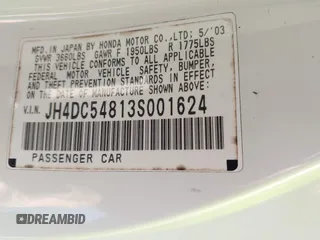 MFD. IN JAPAN BY HONDA MOTOR CO.,LTD. 5/'03
GVWR 3660LBS GAWR F 1950LBS R 1775LBS
THIS VEHICLE CONFORMS TO ALL APPLICABLE
FEDERAL MOTOR VEHICLE SAFETY, BUMPER,
AND THEFT PREVENTION STANDARDS IN EFFECT
ON THE DATE OF MANUFACTURE SHOWN ABOVE.
V.I.N. JH4DC54813S001624
PASSENGER CAR
DREAMBID